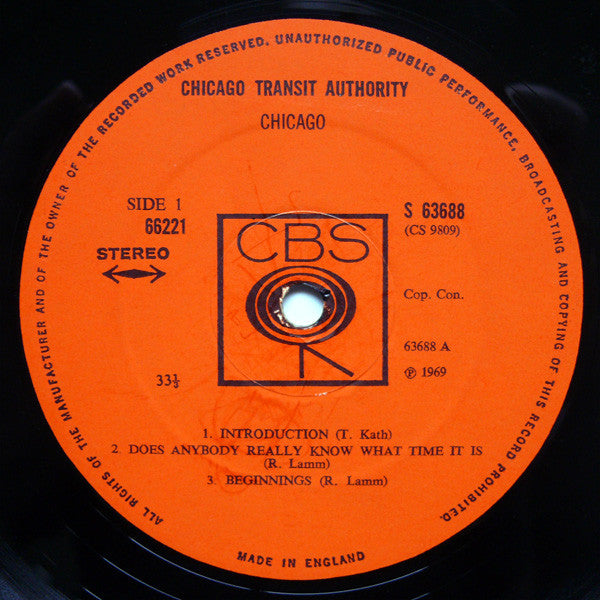 ALL RIGHTS OF THE MANUFACTURER AND OF THE OWNER OF THE RECORDED WORK RESERVED. UNAUTHORIZED PUBLIC PERFORMANCE, BROADCASTING AND COPYING OF THIS RECORD PROHIBITED.
CHICAGO TRANSIT AUTHORITY
CHICAGO
SIDE 1
66221
STEREO
S 63688
(CS 9809)
CBS
Cop. Con.
63688 A
℗ 1969
33⅓
1. INTRODUCTION (T. Kath)
2. DOES ANYBODY REALLY KNOW WHAT TIME IT IS
(R. Lamm)
3. BEGINNINGS (R. Lamm)
MADE IN ENGLAND